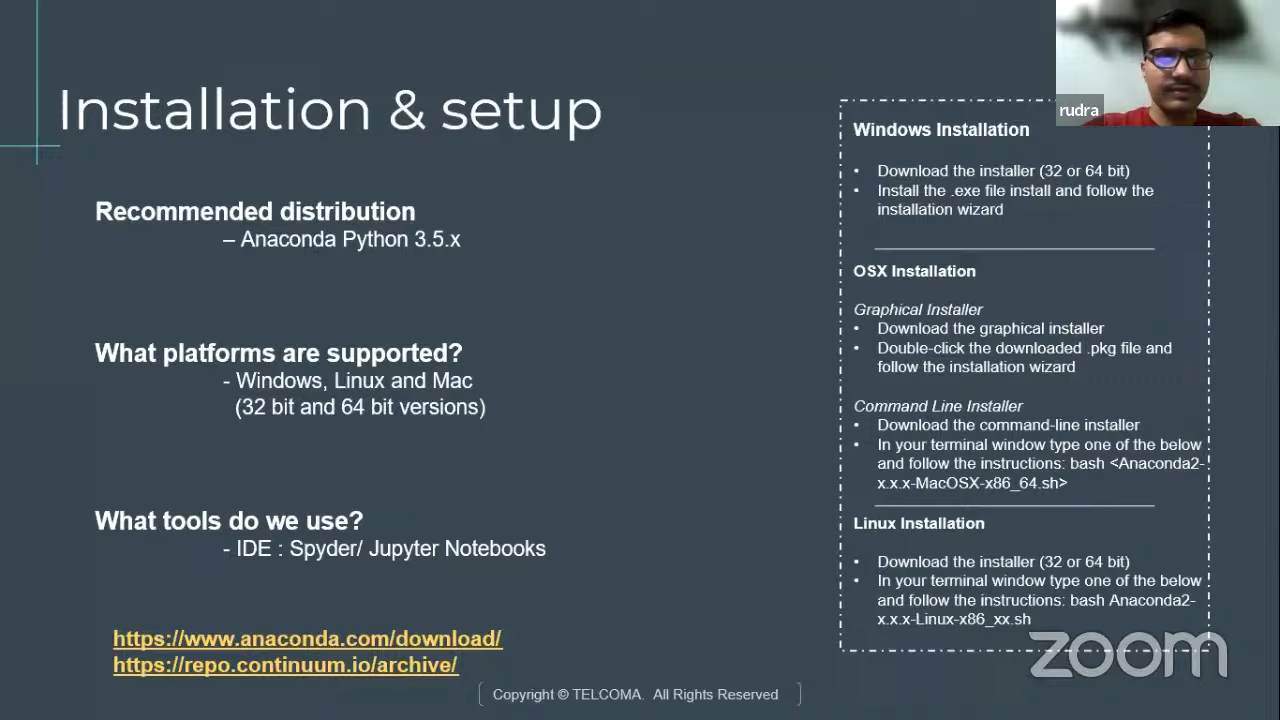 Installation & setup
Recommended distribution
– Anaconda Python 3.5.x
What platforms are supported?
- Windows, Linux and Mac
(32 bit and 64 bit versions)
What tools do we use?
- IDE : Spyder/ Jupyter Notebooks
https://www.anaconda.com/download/
https://repo.continuum.io/archive/
rudra
Windows Installation
• Download the installer (32 or 64 bit)
• Install the .exe file install and follow the
installation wizard
OSX Installation
Graphical Installer
• Download the graphical installer
• Double-click the downloaded .pkg file and
follow the installation wizard
Command Line Installer
• Download the command-line installer
• In your terminal window type one of the below
and follow the instructions: bash <Anaconda2-
x.x.x-MacOSX-x86_64.sh>
Linux Installation
• Download the installer (32 or 64 bit)
• In your terminal window type one of the below
and follow the instructions: bash Anaconda2-
x.x.x-Linux-x86_xx.sh
zoom
Copyright © TELCOMA. All Rights Reserved